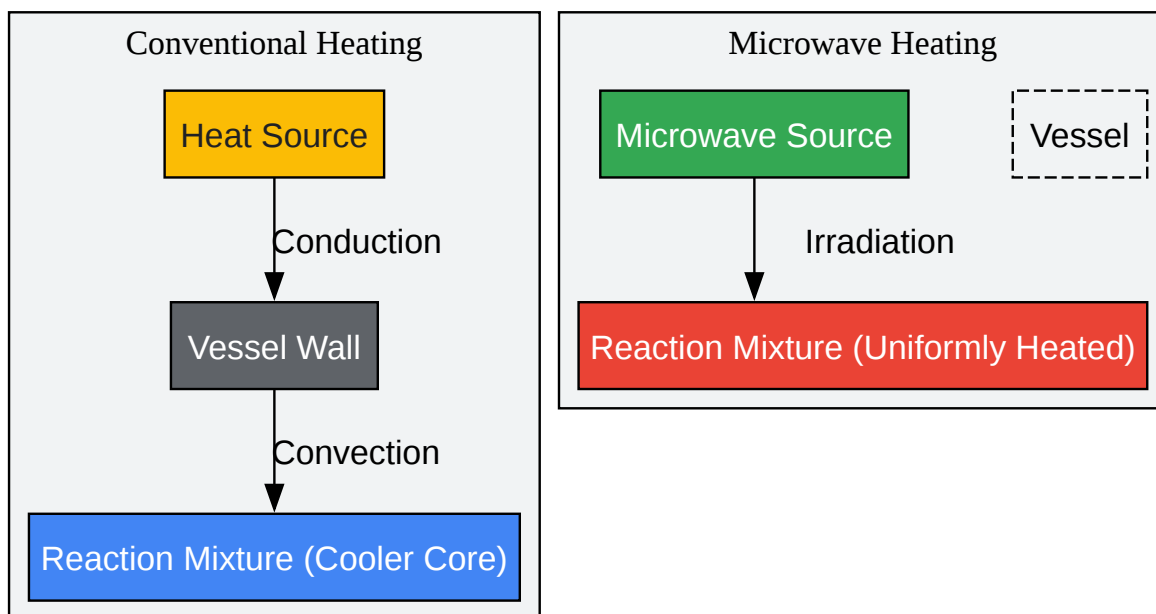 Conventional Heating
Heat Source
Conduction
Vessel Wall
Convection
Reaction Mixture (Cooler Core)
Microwave Heating
Microwave Source
Vessel
Irradiation
Reaction Mixture (Uniformly Heated)